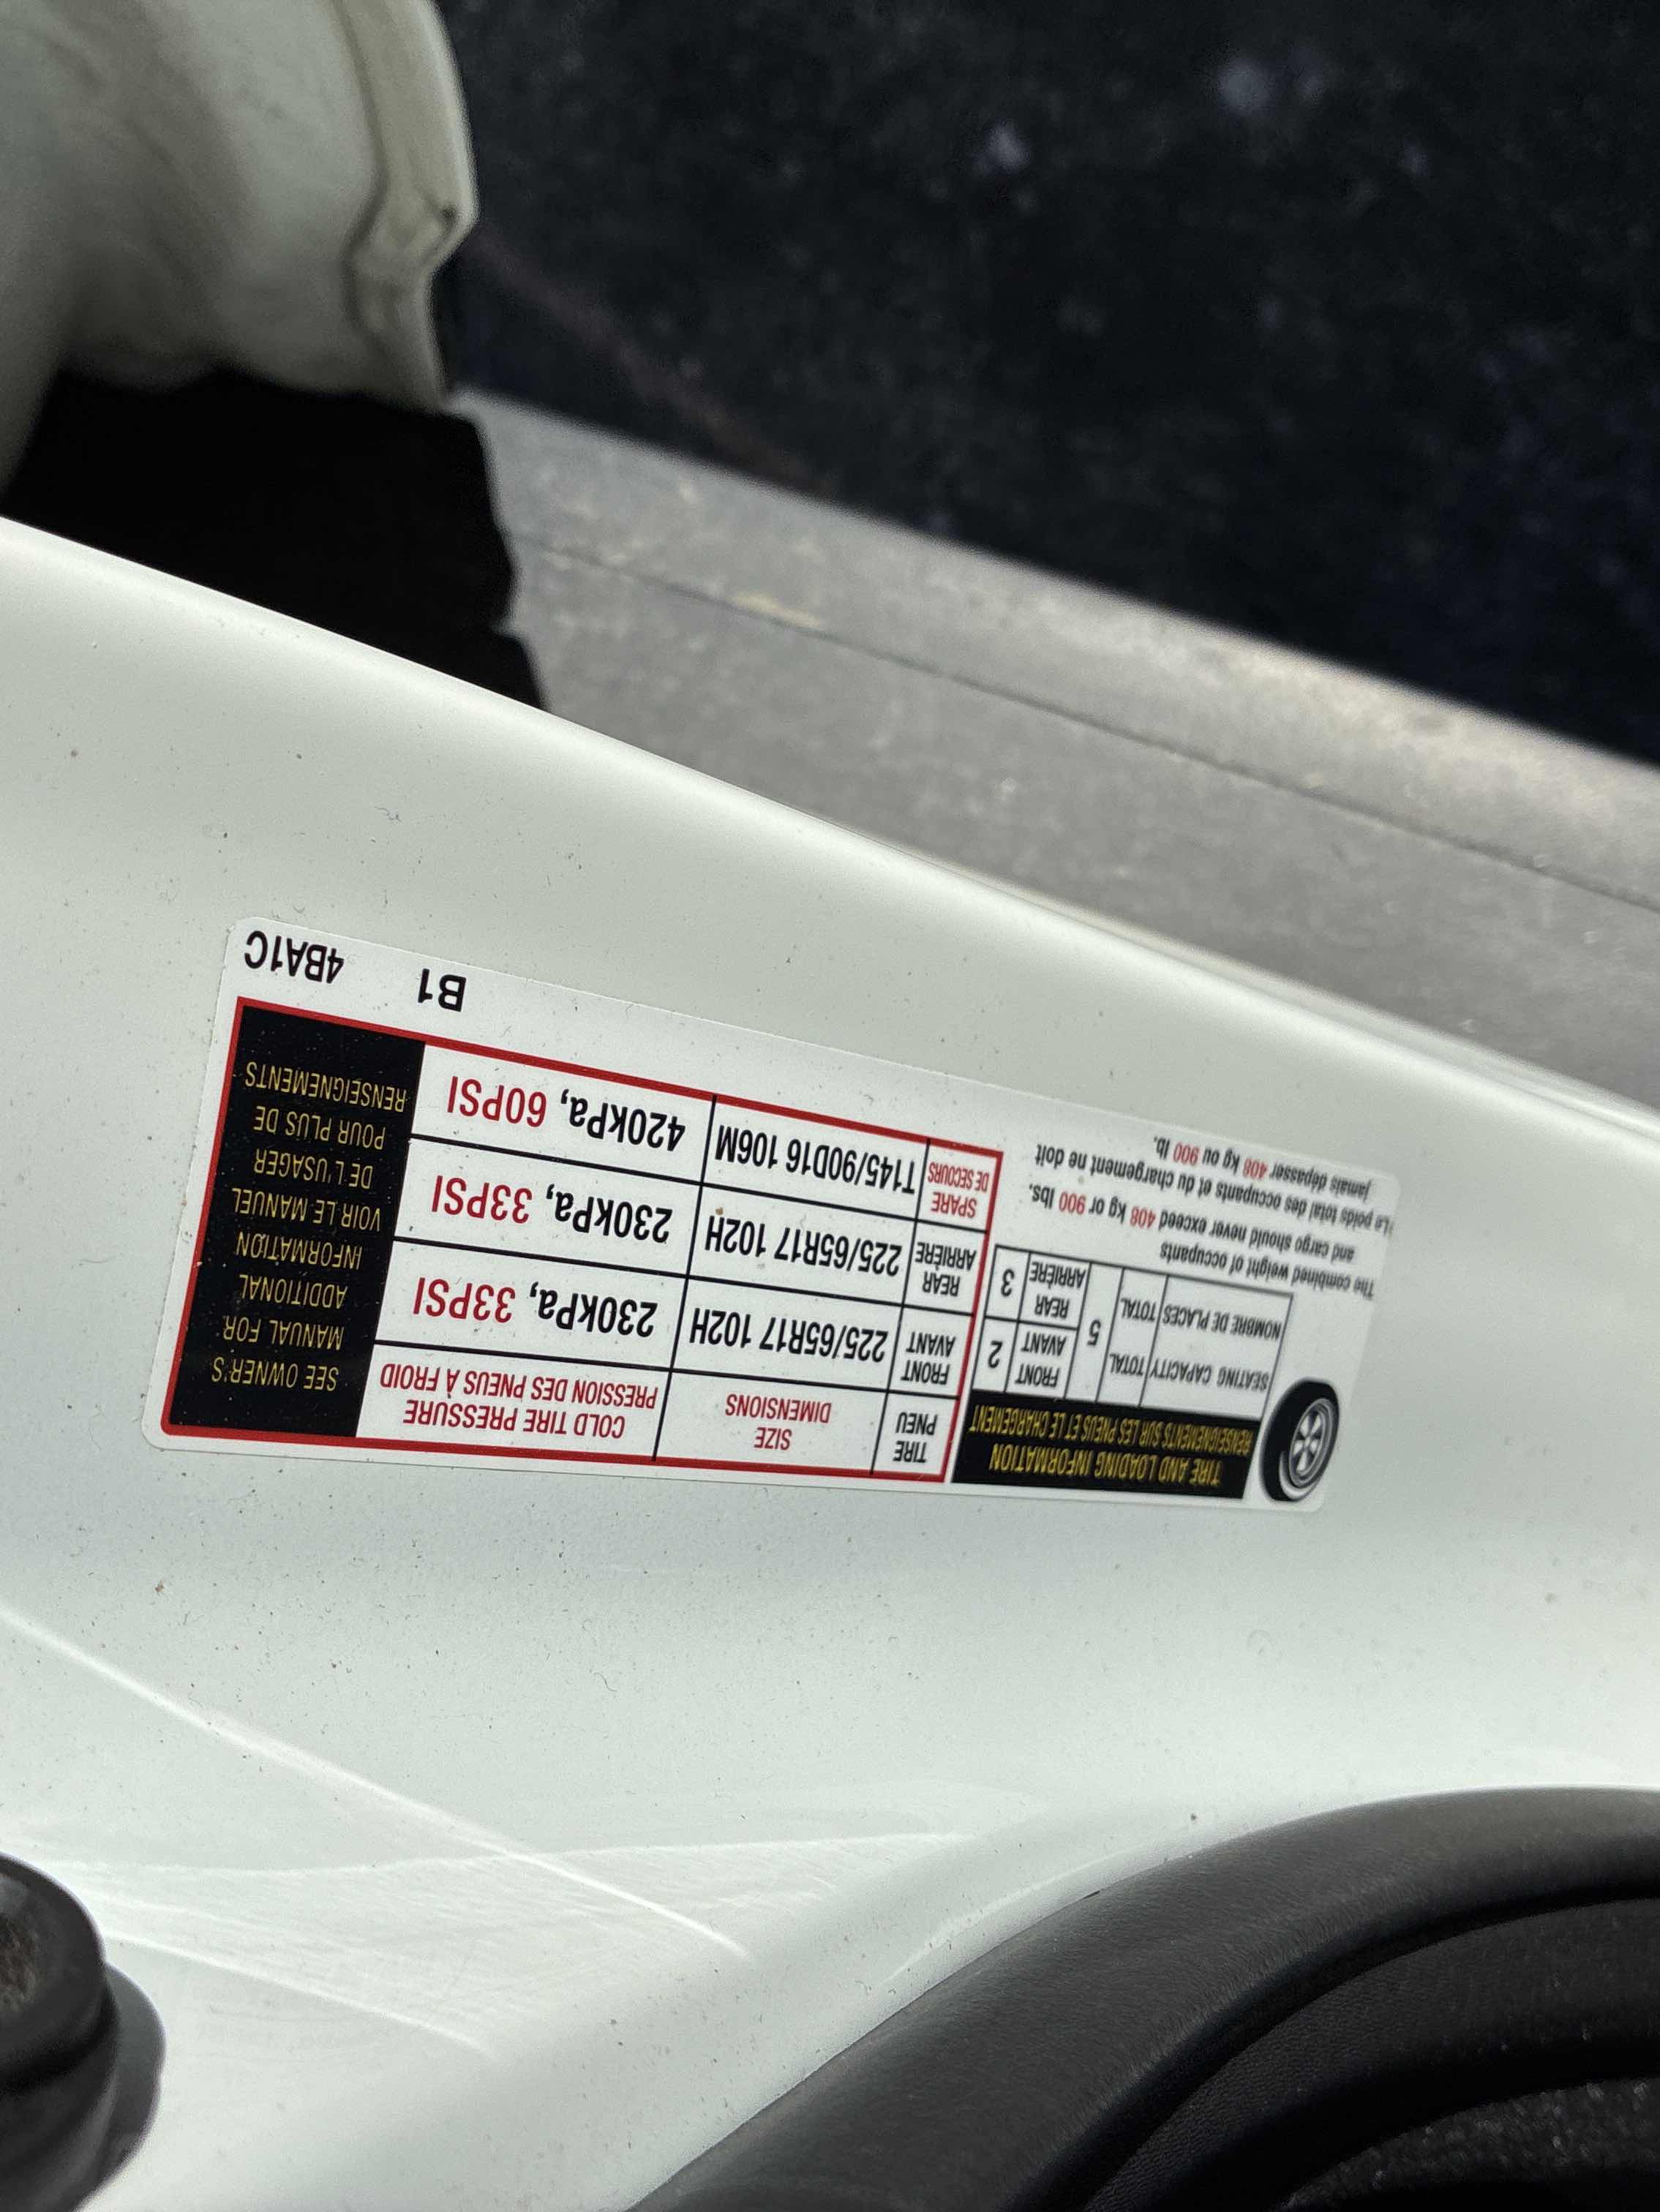 TIRE AND LOADING INFORMATION
RENSEIGNEMENTS SUR LES PNEUS ET LE CHARGEMENT
SEATING CAPACITY TOTAL 5 FRONT AVANT 2
NOMBRE DE PLACES TOTAL REAR ARRIÈRE 3
The combined weight of occupants
and cargo should never exceed 408 kg or 900 lbs.
Le poids total des occupants et du chargement ne doit
jamais dépasser 408 kg ou 900 lb.
TIRE
PNEU
SIZE
DIMENSIONS
COLD TIRE PRESSURE
PRESSION DES PNEUS À FROID
FRONT
AVANT
225/65R17 102H
230kPa, 33PSI
REAR
ARRIÈRE
225/65R17 102H
230kPa, 33PSI
SPARE
DE SECOURS
T145/90D16 106M
420kPa, 60PSI
SEE OWNER'S
MANUAL FOR
ADDITIONAL
INFORMATION
VOIR LE MANUEL
DE L'USAGER
POUR PLUS DE
RENSEIGNEMENTS
B1 4BA1C